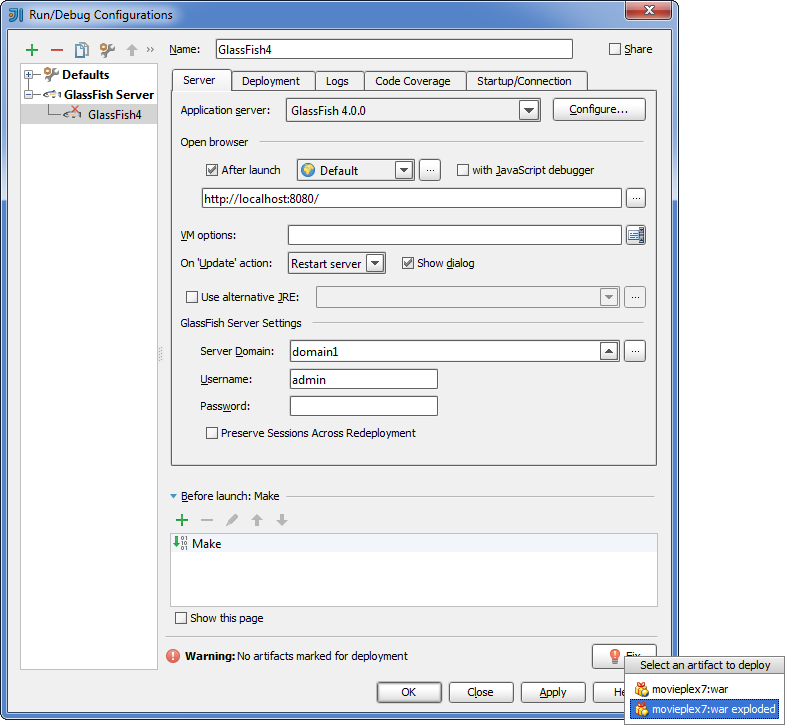 Run/Debug Configurations
Name: GlassFish4 Share
Defaults
GlassFish Server
GlassFish4
Server Deployment Logs Code Coverage Startup/Connection
Application server: GlassFish 4.0.0 Configure...
Open browser
After launch Default ... with JavaScript debugger
http://localhost:8080/ ...
VM options:
On 'Update' action: Restart server Show dialog
Use alternative JRE: ...
GlassFish Server Settings
Server Domain: domain1 ...
Username: admin
Password:
Preserve Sessions Across Redeployment
Before launch: Make
Make
Show this page
Warning: No artifacts marked for deployment Fix
Select an artifact to deploy
movieplex7:war
movieplex7:war exploded
OK Close Apply He